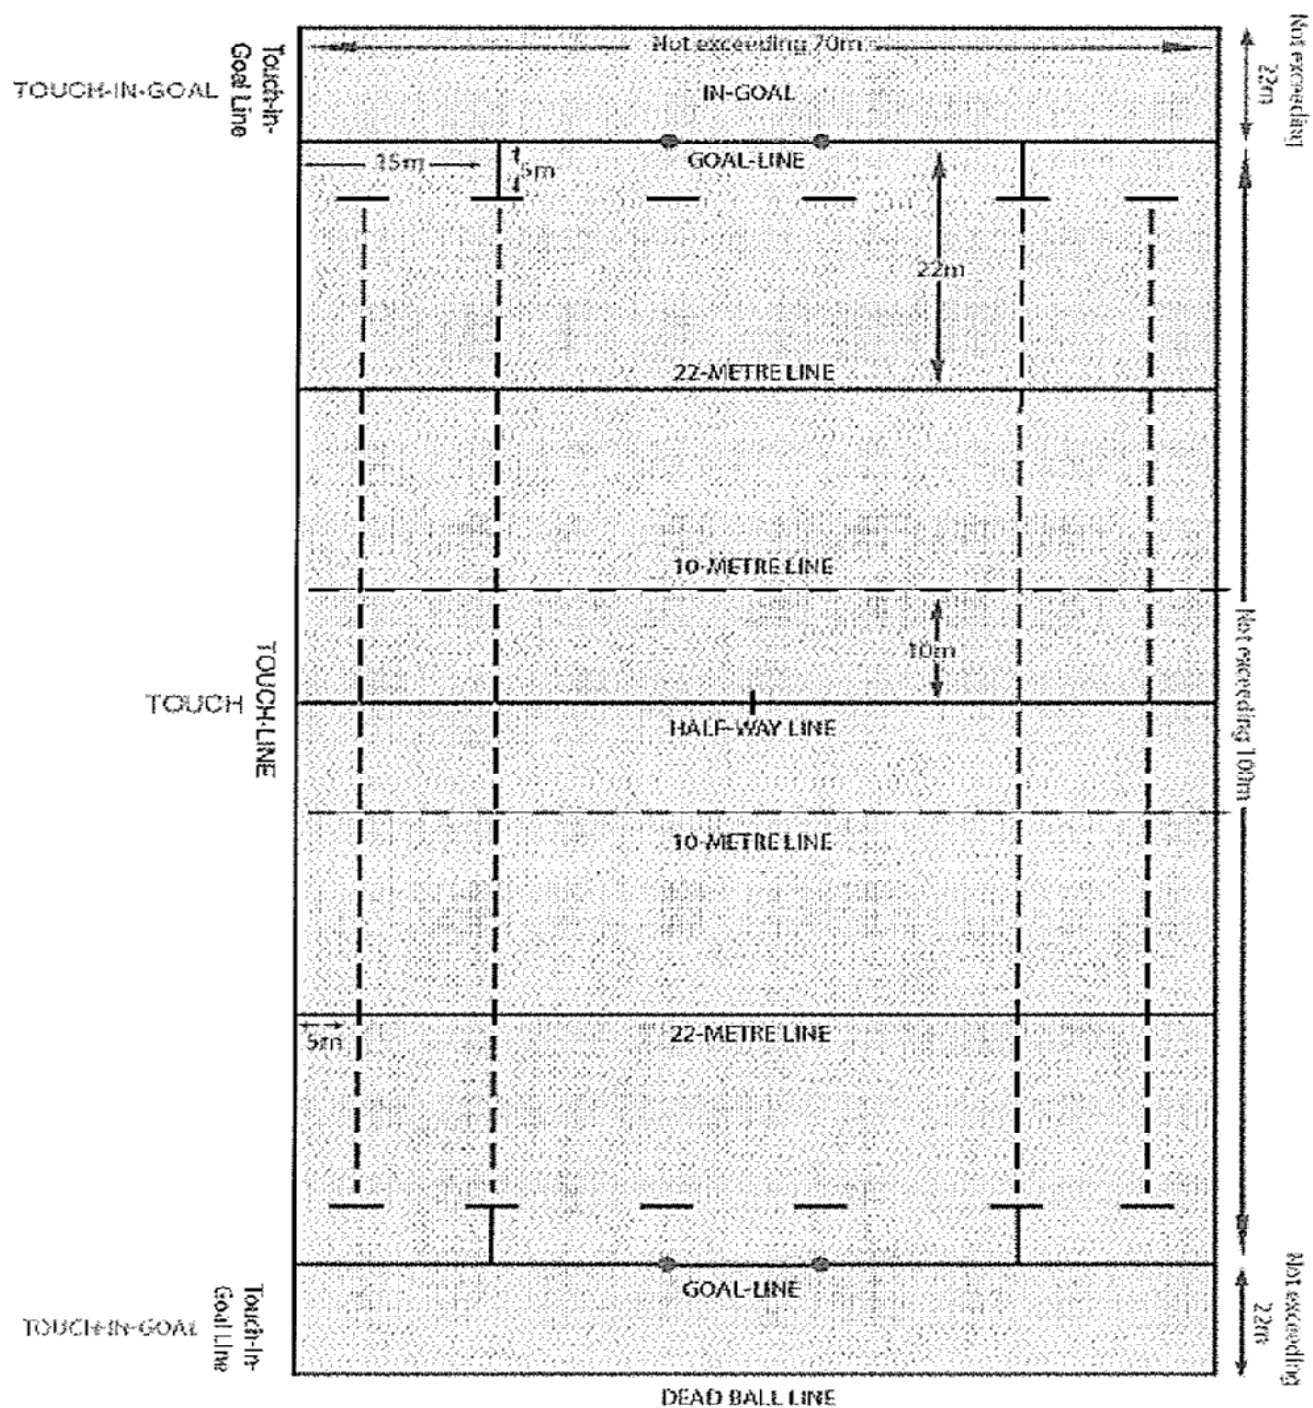 Not exceeding 70m
Not exceeding
22m
Touch-in-
Goal Line
TOUCH-IN-GOAL
IN-GOAL
GOAL-LINE
15m
5m
22m
22-METRE LINE
10-METRE LINE
10m
Not exceeding 100m
TOUCH
TOUCH-LINE
HALF-WAY LINE
10-METRE LINE
5m
22-METRE LINE
GOAL-LINE
Not exceeding
22m
Touch-in-
Goal Line
TOUCH-IN-GOAL
DEAD BALL LINE